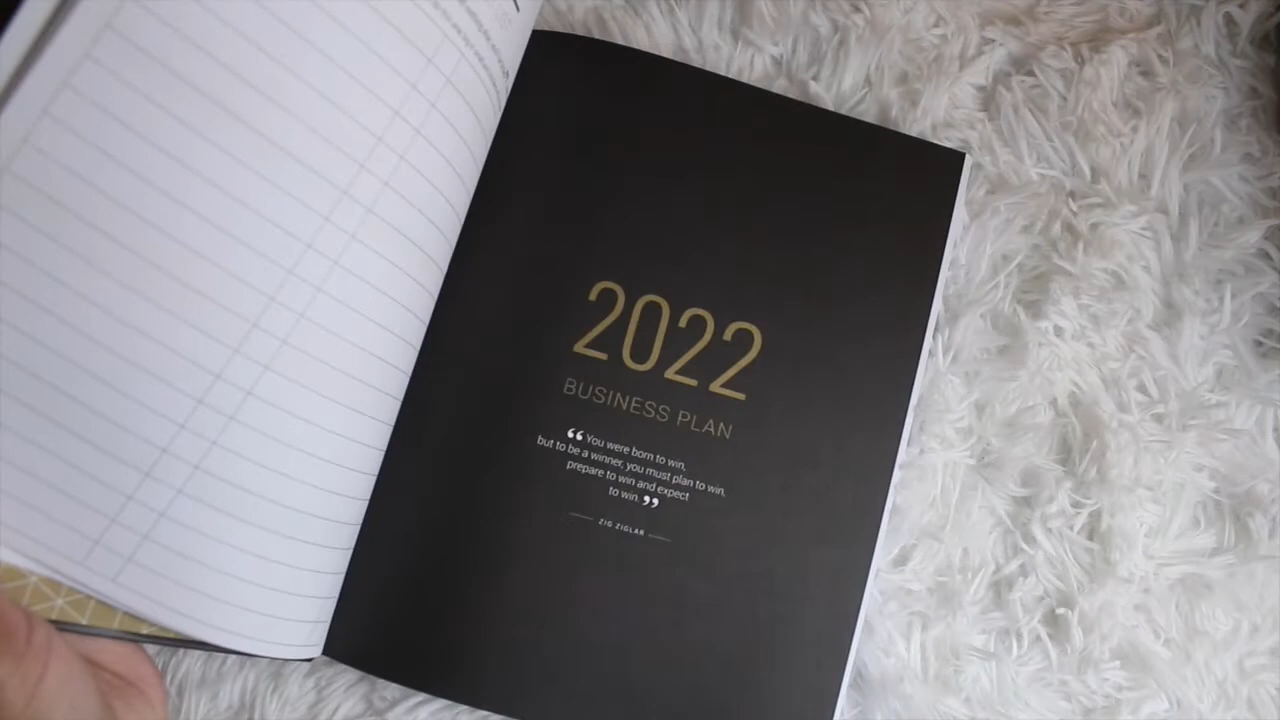 2022
BUSINESS PLAN
“ You were born to win,
but to be a winner, you must plan to win,
prepare to win and expect
to win. ”
ZIG ZIGLAR